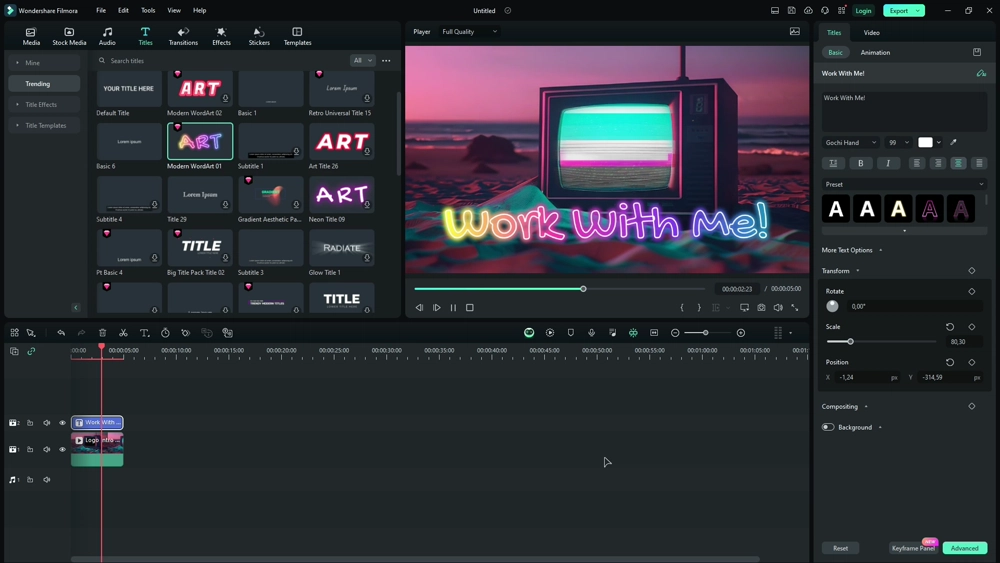 Wondershare Filmora File Edit Tools View Help Untitled Login Export
Media Stock Media Audio Titles Transitions Effects Stickers Templates
Player Full Quality
Titles Video
Mine
Trending
Title Effects
Title Templates
Search titles All
Basic Animation
YOUR TITLE HERE ART Lorem Ipsum
Default Title Modern WordArt 02 Basic 1 Retro Universal Title 15
ART ART
Basic 6 Modern WordArt 01 Subtitle 1 Art Title 26
Lorem Ipsum ART
Subtitle 4 Title 29 Gradient Aesthetic Pa... Neon Title 09
Lorem ipsum TITLE RADIATE
Pt Basic 4 Big Title Pack Title 02 Subtitle 3 Glow Title 1
TITLE
Work With Me!
00:00:02:23 / 00:00:05:00
Work With Me!
Work With Me!
Gochi Hand 99
B I
Preset
A A A A A
More Text Options
Transform
Rotate
0,00°
Scale
80,30
Position
X -1,24 px Y -314,59 px
Compositing
Background
Reset Keyframe Panel NEW Advanced
:00:00 00:00:05:00 00:00:10:00 00:00:15:00 00:00:20:00 00:00:25:00 00:00:30:00 00:00:35:00 00:00:40:00 00:00:45:00 00:00:50:00 00:00:55:00 00:01:00:00 00:01:05:00 00:01:
2 T Work With ...
1 Logo Intro ...
1